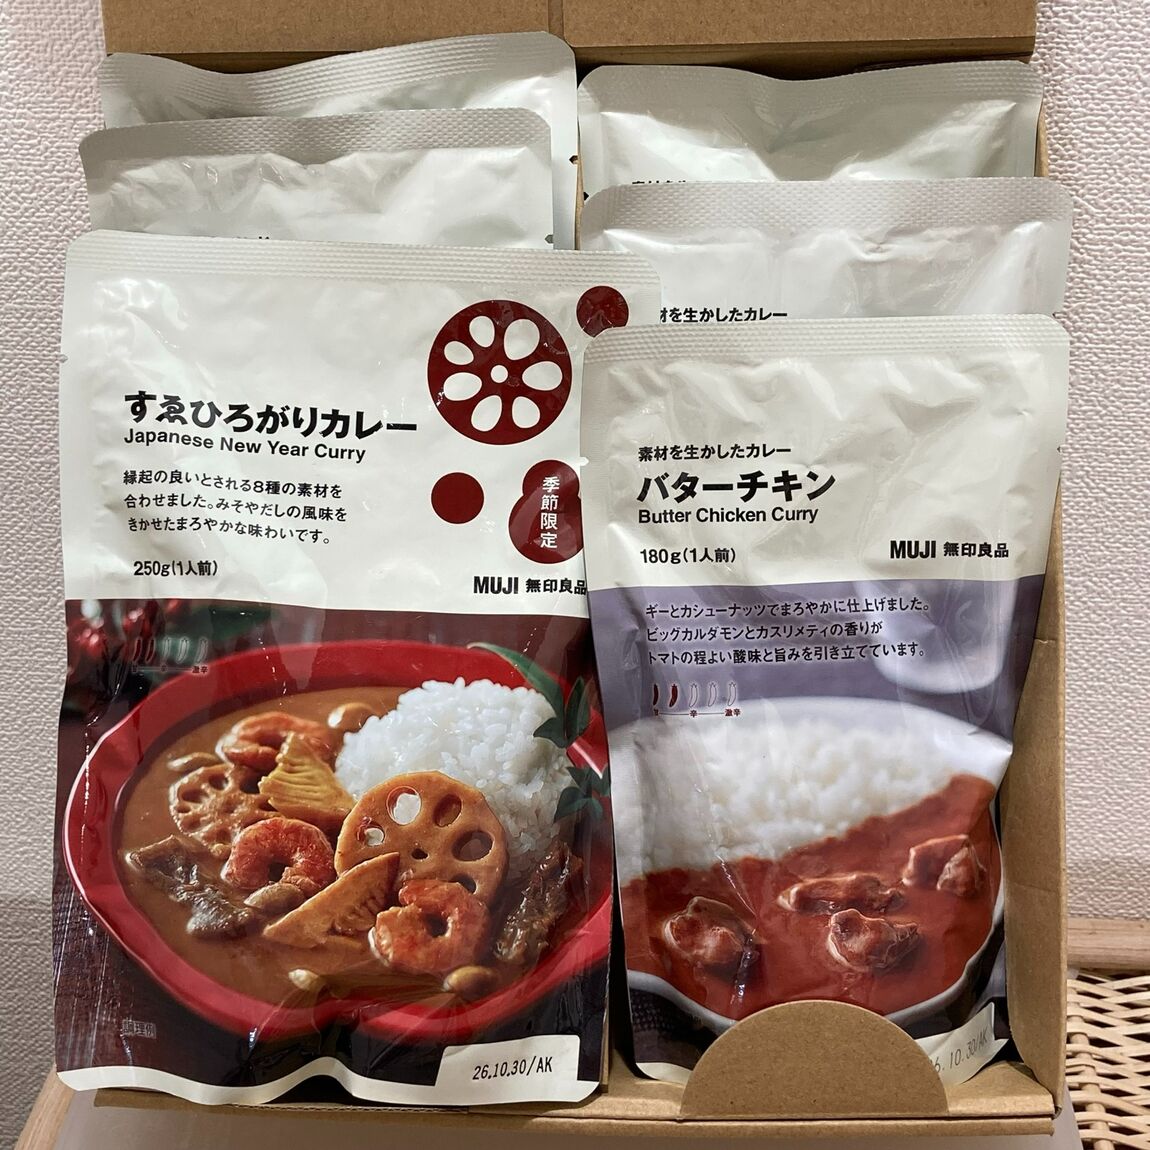 すゑひろがりカレー
Japanese New Year Curry
縁起の良いとされる8種の素材を
合わせました。みそやだしの風味を
きかせたまろやかな味わいです。
250g(1人前)
季節限定
MUJI 無印良品
辛
激辛
調理例
26.10.30/AK
材を生かしたカレー
素材を生かしたカレー
バターチキン
Butter Chicken Curry
180g(1人前)
MUJI 無印良品
ギーとカシューナッツでまろやかに仕上げました。
ビッグカルダモンとカスリメティの香りが
トマトの程よい酸味と旨みを引き立てています。
辛
激辛
6.10.30/AK